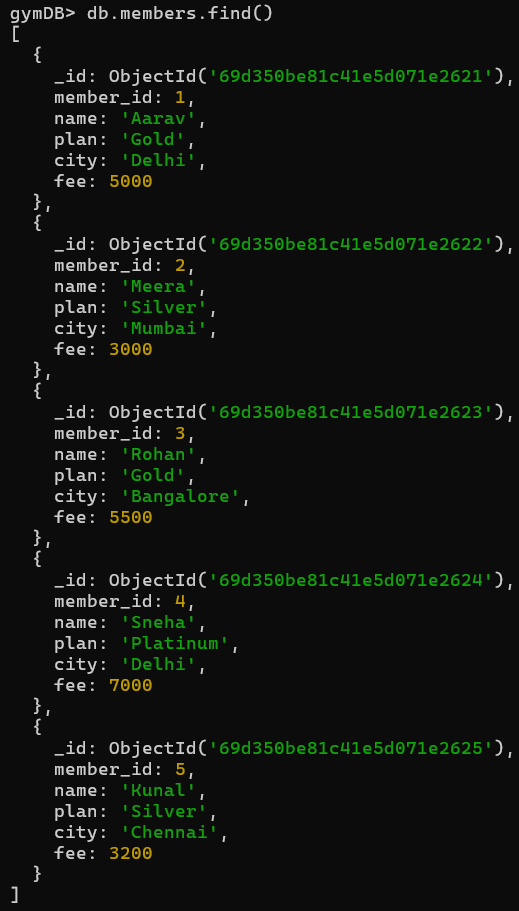 gymDB> db.members.find()
[
  {
    _id: ObjectId('69d350be81c41e5d071e2621'),
    member_id: 1,
    name: 'Aarav',
    plan: 'Gold',
    city: 'Delhi',
    fee: 5000
  },
  {
    _id: ObjectId('69d350be81c41e5d071e2622'),
    member_id: 2,
    name: 'Meera',
    plan: 'Silver',
    city: 'Mumbai',
    fee: 3000
  },
  {
    _id: ObjectId('69d350be81c41e5d071e2623'),
    member_id: 3,
    name: 'Rohan',
    plan: 'Gold',
    city: 'Bangalore',
    fee: 5500
  },
  {
    _id: ObjectId('69d350be81c41e5d071e2624'),
    member_id: 4,
    name: 'Sneha',
    plan: 'Platinum',
    city: 'Delhi',
    fee: 7000
  },
  {
    _id: ObjectId('69d350be81c41e5d071e2625'),
    member_id: 5,
    name: 'Kunal',
    plan: 'Silver',
    city: 'Chennai',
    fee: 3200
  }
]